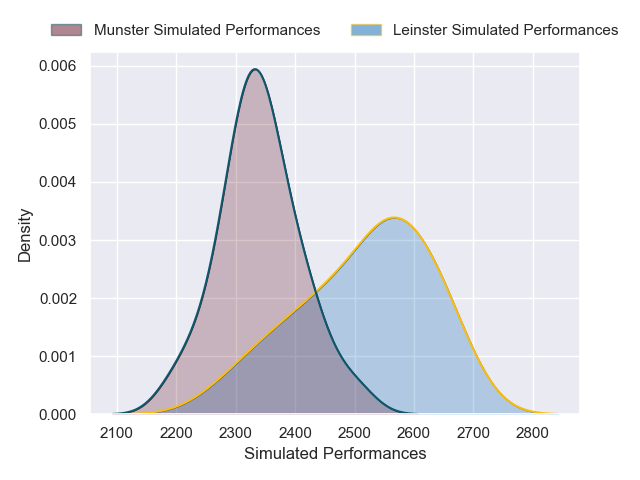 Munster Simulated Performances
Leinster Simulated Performances
0.006
0.005
0.004
0.003
0.002
0.001
0.000
Density
2100 2200 2300 2400 2500 2600 2700 2800
Simulated Performances